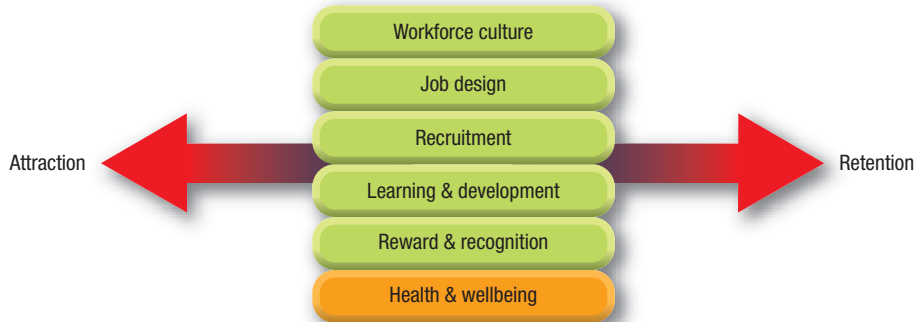 Workforce culture
Job design
Recruitment
Attraction
Retention
Learning & development
Reward & recognition
Health & wellbeing